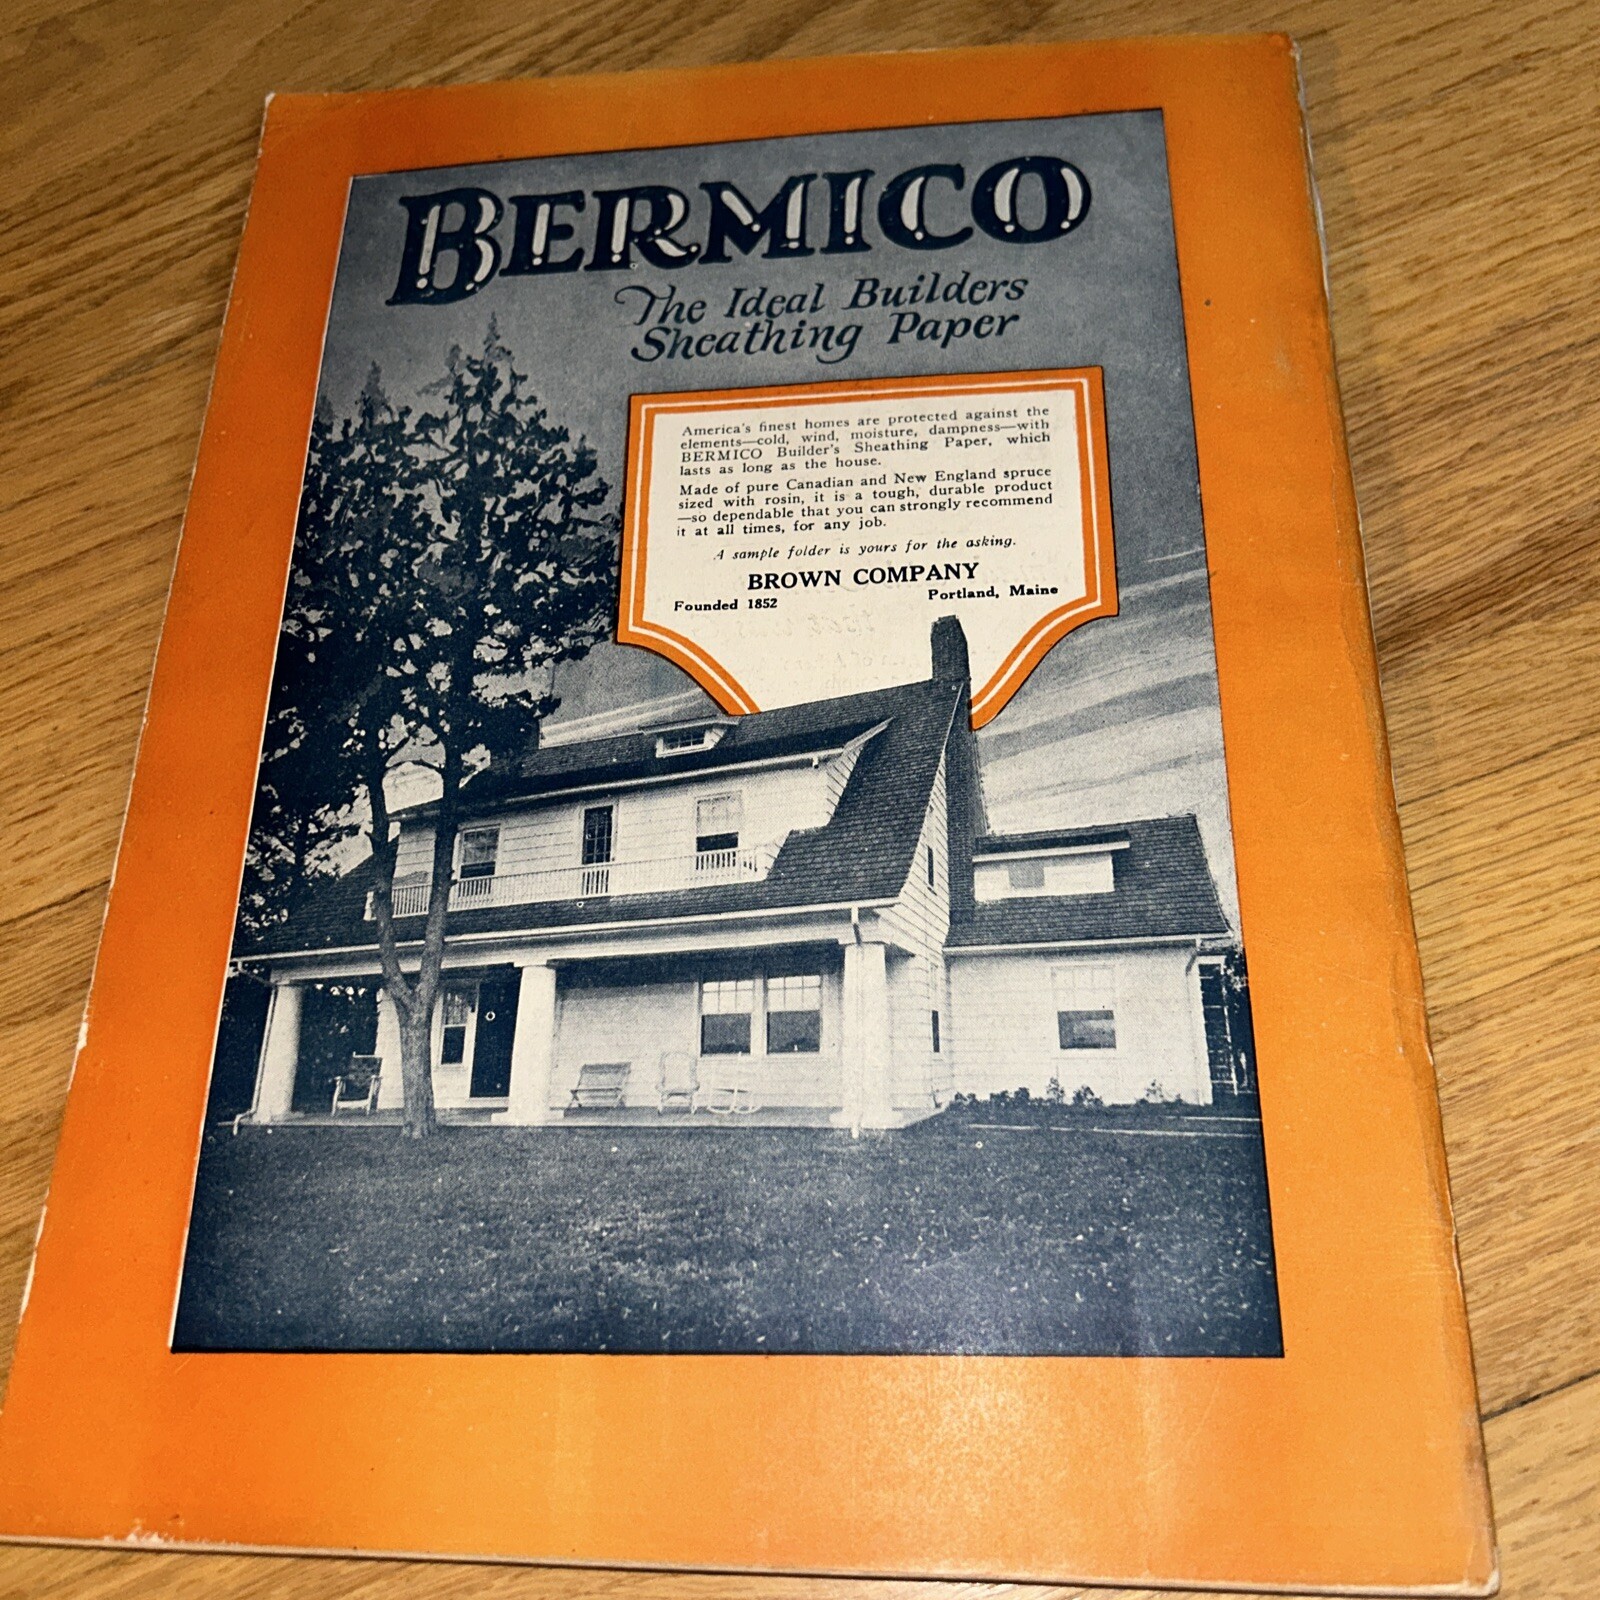 BERMICO
The Ideal Builders
Sheathing Paper
America's finest homes are protected against the
elements—cold, wind, moisture, dampness—with
BERMICO Builder's Sheathing Paper, which
lasts as long as the house.
Made of pure Canadian and New England spruce
sized with rosin, it is a tough, durable product
—so dependable that you can strongly recommend
it at all times, for any job.
A sample folder is yours for the asking.
BROWN COMPANY
Founded 1852 Portland, Maine